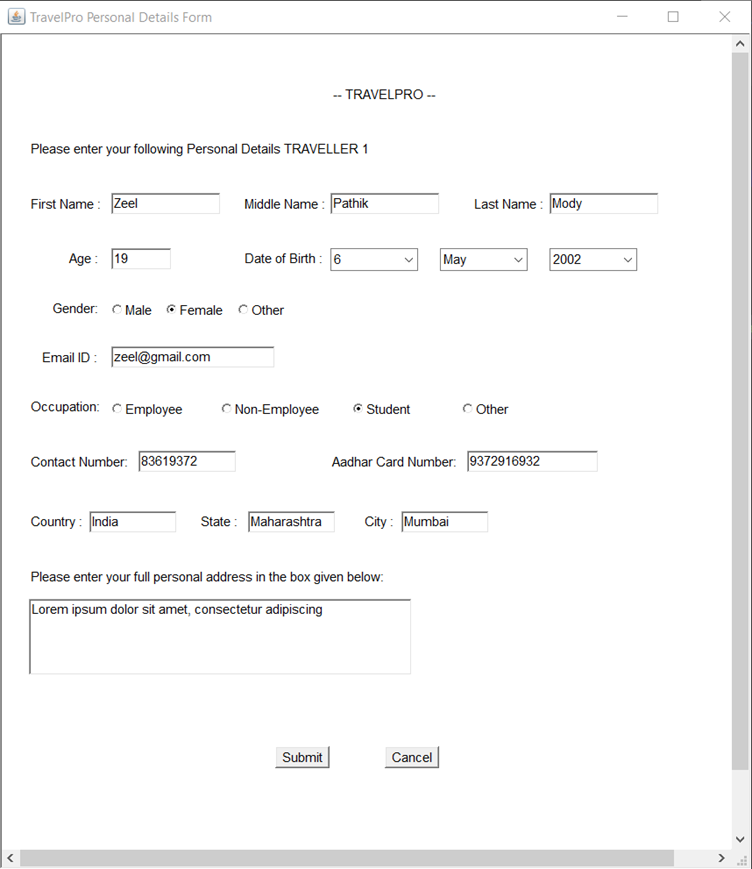 TravelPro Personal Details Form
-- TRAVELPRO --
Please enter your following Personal Details TRAVELLER 1
First Name : Zeel Middle Name : Pathik Last Name : Mody
Age : 19 Date of Birth : 6 May 2002
Gender: Male Female Other
Email ID : zeel@gmail.com
Occupation: Employee Non-Employee Student Other
Contact Number: 83619372 Aadhar Card Number: 9372916932
Country : India State : Maharashtra City : Mumbai
Please enter your full personal address in the box given below:
Lorem ipsum dolor sit amet, consectetur adipiscing
Submit Cancel